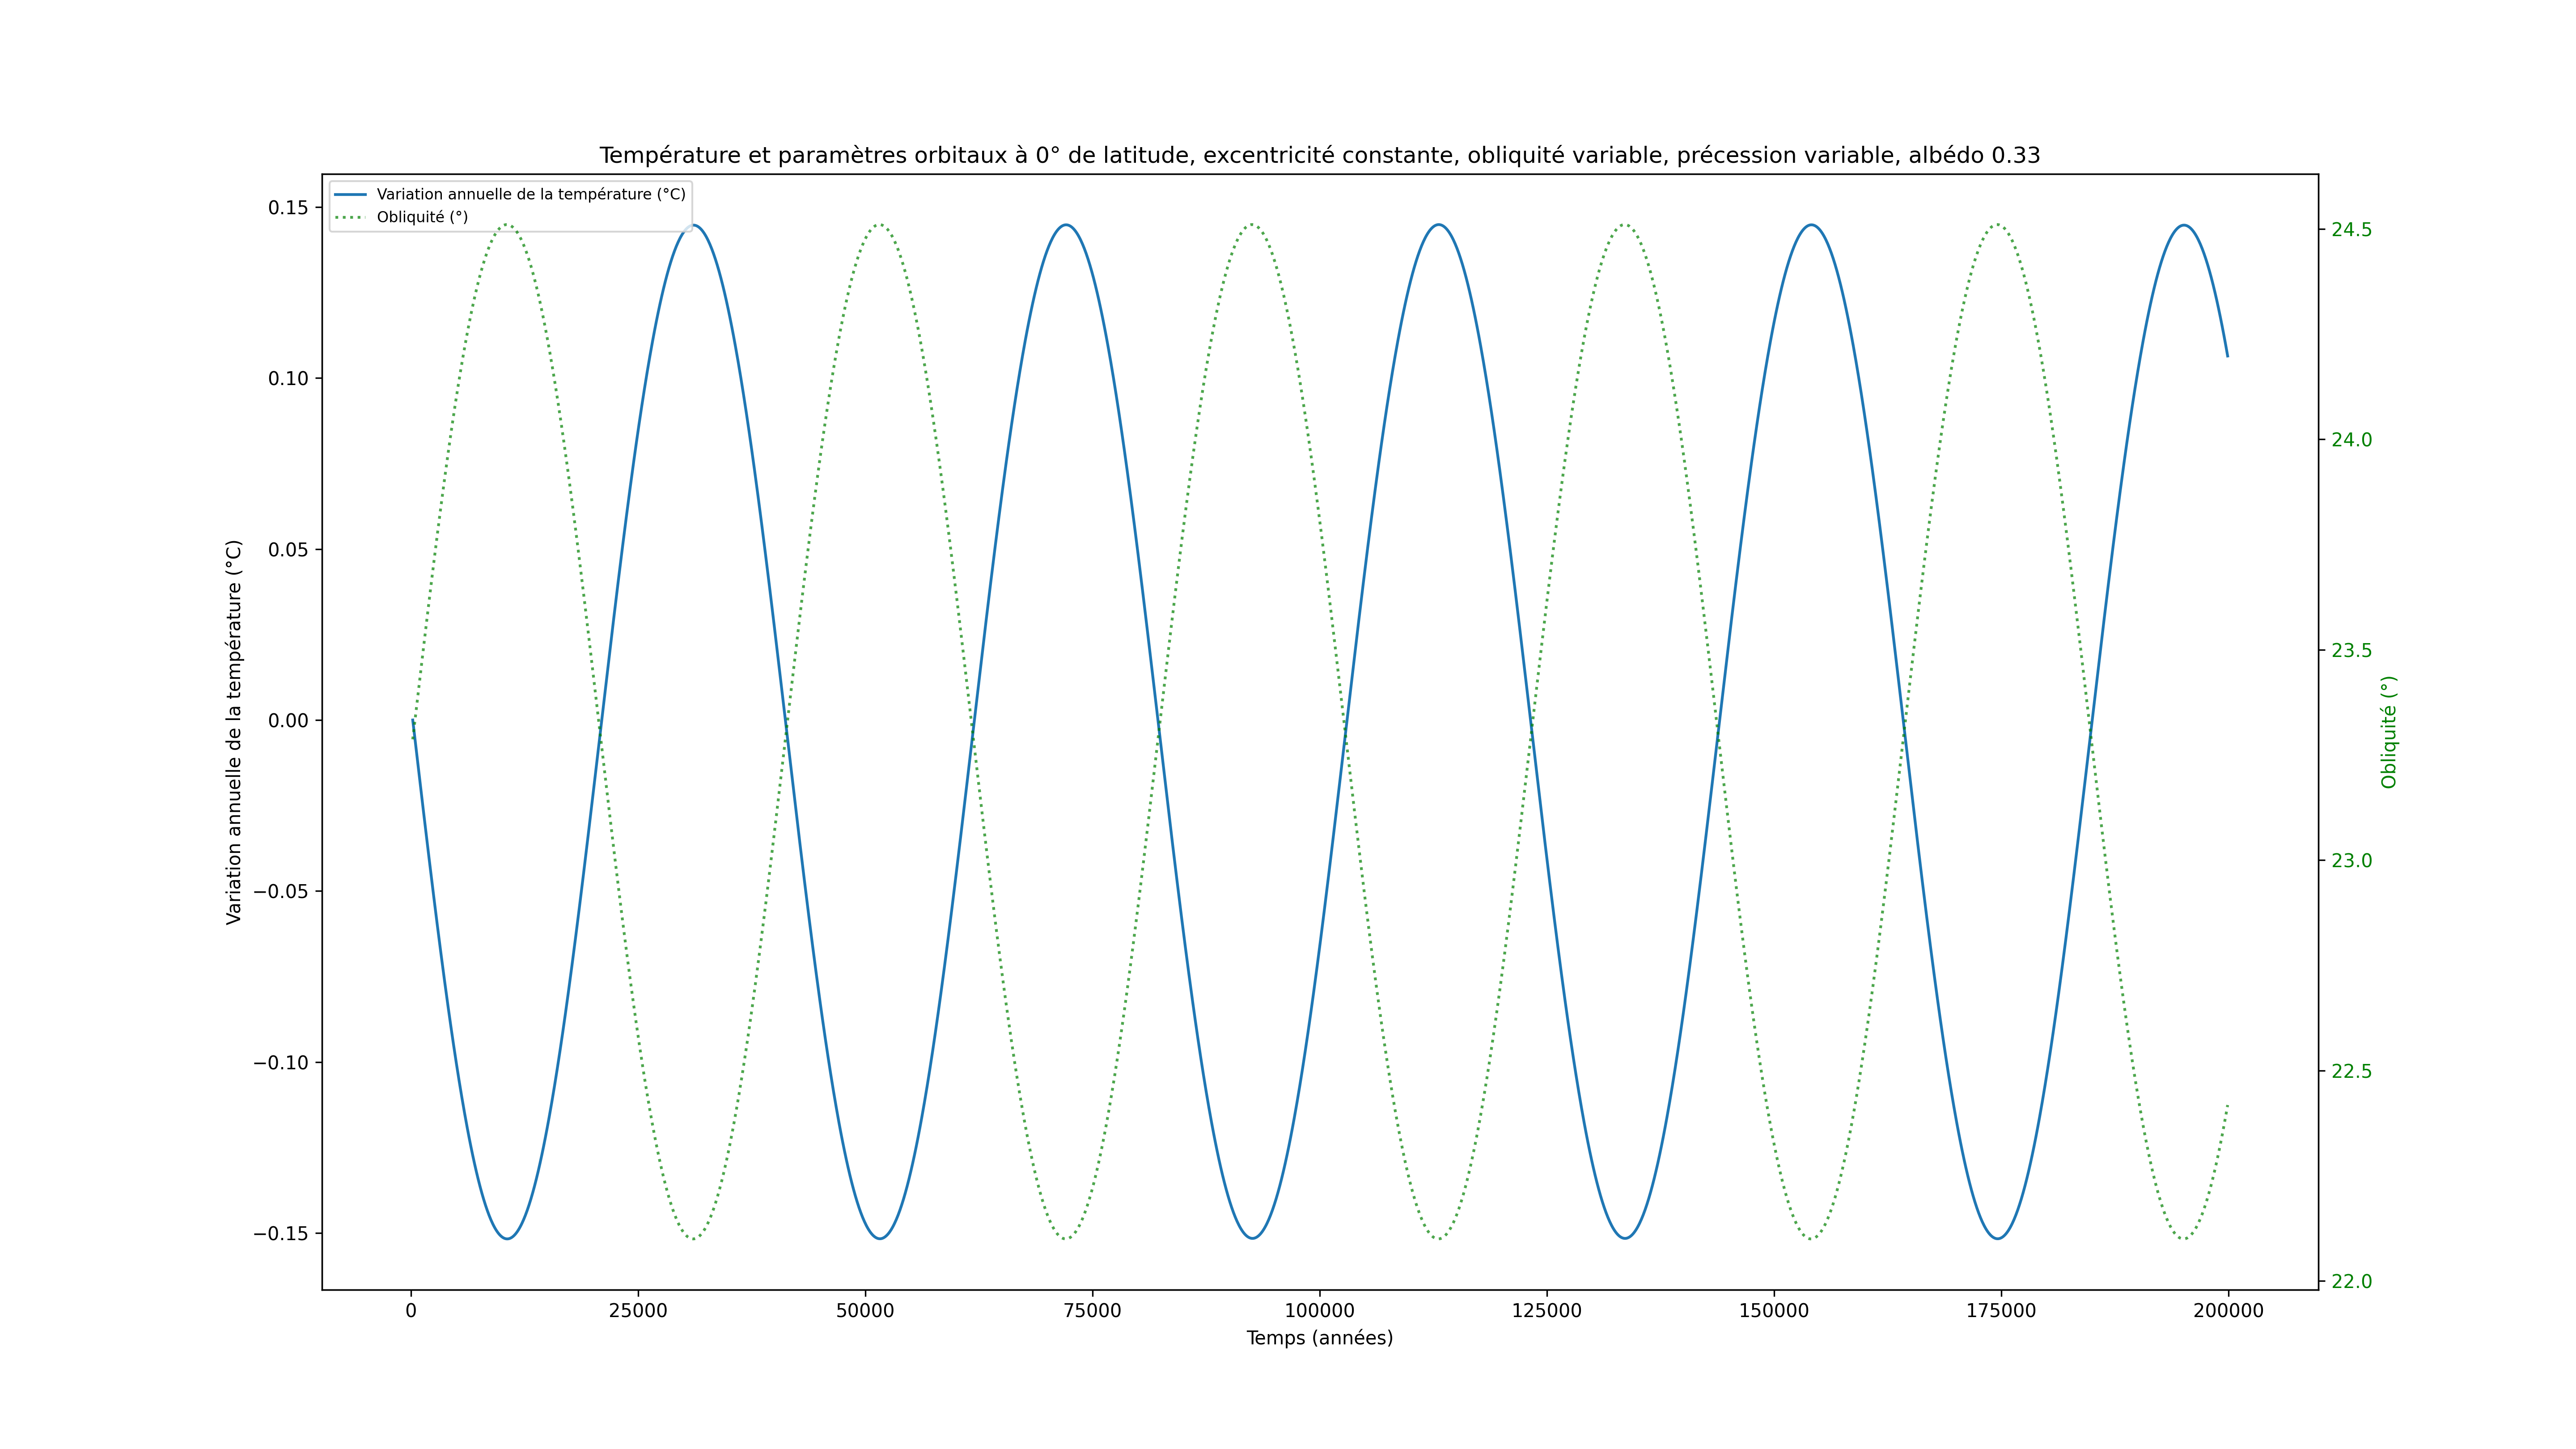 Température et paramètres orbitaux à 0° de latitude, excentricité constante, obliquité variable, précession variable, albédo 0.33
Variation annuelle de la température (°C)
Obliquité (°)
0.15
0.10
0.05
0.00
−0.05
−0.10
−0.15
Variation annuelle de la température (°C)
24.5
24.0
23.5
23.0
22.5
22.0
Obliquité (°)
0 25000 50000 75000 100000 125000 150000 175000 200000
Temps (années)